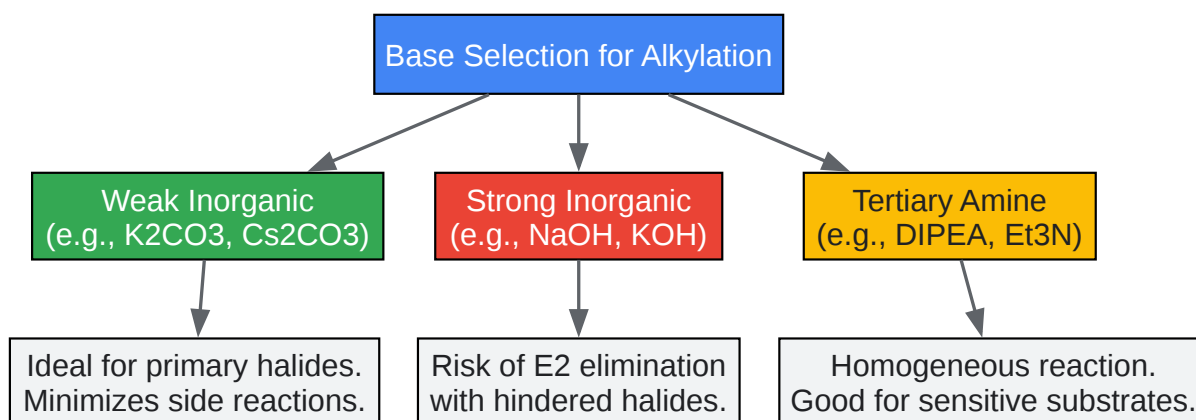 Base Selection for Alkylation
Weak Inorganic
(e.g., K2CO3, Cs2CO3)
Strong Inorganic
(e.g., NaOH, KOH)
Tertiary Amine
(e.g., DIPEA, Et3N)
Ideal for primary halides.
Minimizes side reactions.
Risk of E2 elimination
with hindered halides.
Homogeneous reaction.
Good for sensitive substrates.